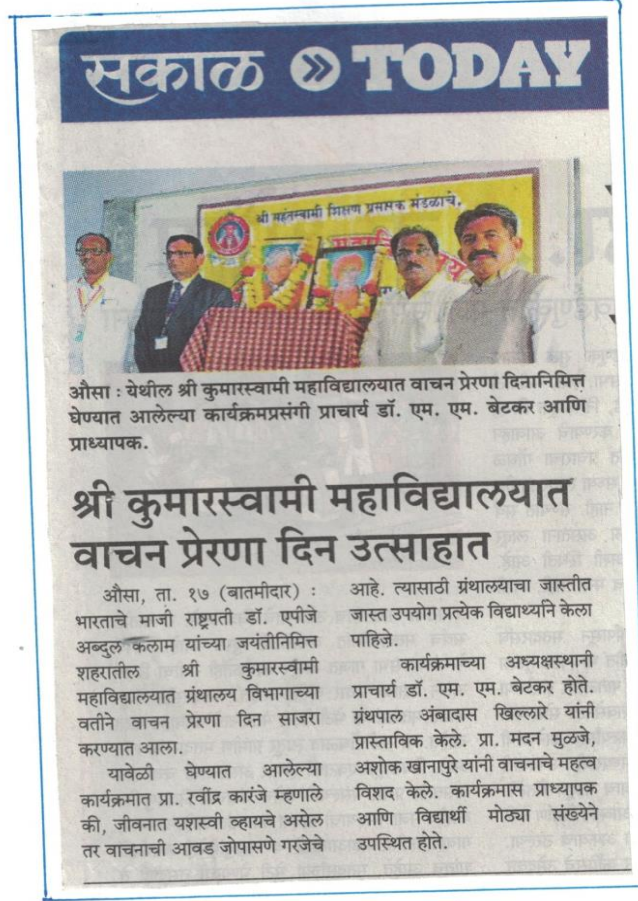 सकाळ » TODAY
श्री महंतस्वामी शिक्षण प्रसारक मंडळाचे,
औसा : येथील श्री कुमारस्वामी महाविद्यालयात वाचन प्रेरणा दिनानिमित्त
घेण्यात आलेल्या कार्यक्रमप्रसंगी प्राचार्य डॉ. एम. एम. बेटकर आणि
प्राध्यापक.
श्री कुमारस्वामी महाविद्यालयात
वाचन प्रेरणा दिन उत्साहात
औसा, ता. १७ (बातमीदार) :
भारताचे माजी राष्ट्रपती डॉ. एपीजे
अब्दुल कलाम यांच्या जयंतीनिमित्त
शहरातील श्री कुमारस्वामी
महाविद्यालयात ग्रंथालय विभागाच्या
वतीने वाचन प्रेरणा दिन साजरा
करण्यात आला.
यावेळी घेण्यात आलेल्या
कार्यक्रमात प्रा. रवींद्र कारंजे म्हणाले
की, जीवनात यशस्वी व्हायचे असेल
तर वाचनाची आवड जोपासणे गरजेचे
आहे. त्यासाठी ग्रंथालयाचा जास्तीत
जास्त उपयोग प्रत्येक विद्यार्थ्याने केला
पाहिजे.
कार्यक्रमाच्या अध्यक्षस्थानी
प्राचार्य डॉ. एम. एम. बेटकर होते.
ग्रंथपाल अंबादास खिल्लारे यांनी
प्रास्ताविक केले. प्रा. मदन मुळजे,
अशोक खानापुरे यांनी वाचनाचे महत्व
विशद केले. कार्यक्रमास प्राध्यापक
आणि विद्यार्थी मोठ्या संख्येने
उपस्थित होते.